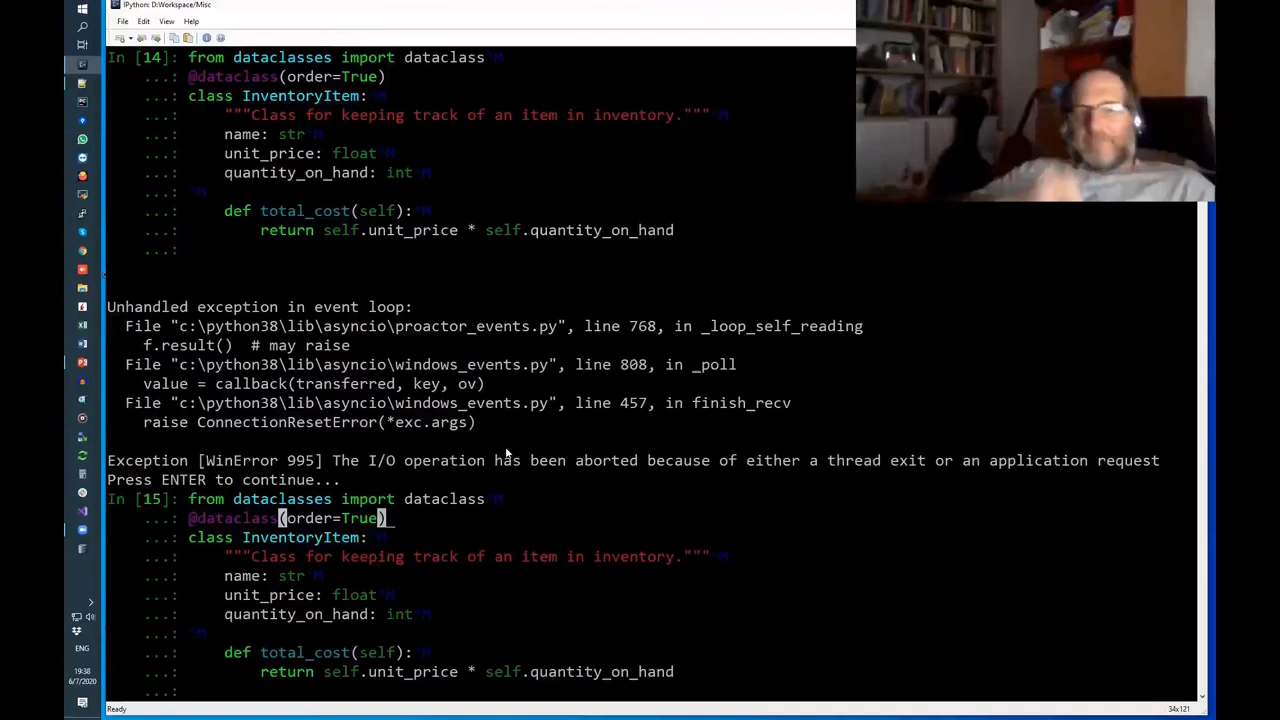 IPython: D:Workspace/Misc
File Edit View Help
In [14]: from dataclasses import dataclass^M
...: @dataclass(order=True)
...: class InventoryItem:^M
...: """Class for keeping track of an item in inventory."""^M
...: name: str^M
...: unit_price: float^M
...: quantity_on_hand: int^M
...: ^M
...: def total_cost(self):^M
...: return self.unit_price * self.quantity_on_hand
...:
Unhandled exception in event loop:
File "c:\python38\lib\asyncio\proactor_events.py", line 768, in _loop_self_reading
f.result() # may raise
File "c:\python38\lib\asyncio\windows_events.py", line 808, in _poll
value = callback(transferred, key, ov)
File "c:\python38\lib\asyncio\windows_events.py", line 457, in finish_recv
raise ConnectionResetError(*exc.args)
Exception [WinError 995] The I/O operation has been aborted because of either a thread exit or an application request
Press ENTER to continue...
In [15]: from dataclasses import dataclass^M
...: @dataclass(order=True)_
...: class InventoryItem:^M
...: """Class for keeping track of an item in inventory."""^M
...: name: str^M
...: unit_price: float^M
...: quantity_on_hand: int^M
...: ^M
...: def total_cost(self):^M
...: return self.unit_price * self.quantity_on_hand
...:
ENG
19:38
6/7/2020
Ready
34x121